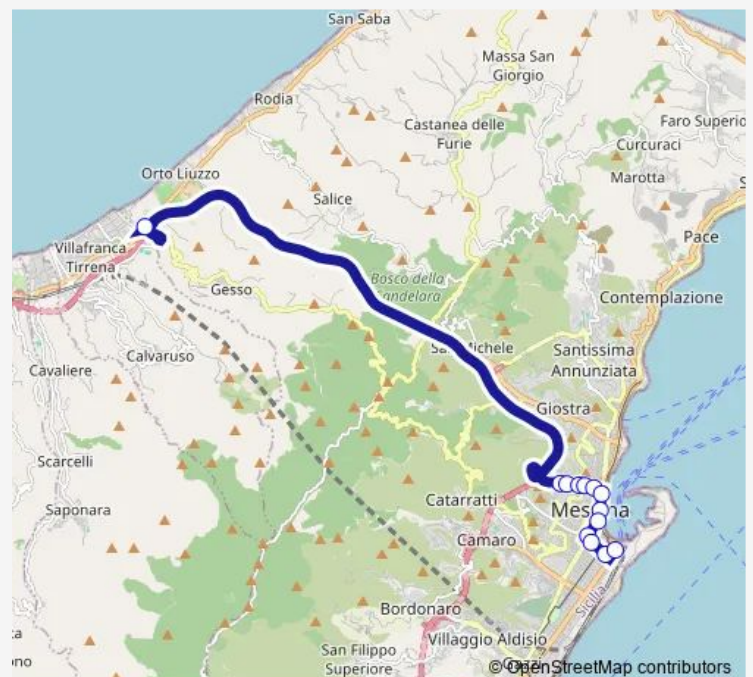 San Saba
Massa San
Giorgio
Rodia
Castanea delle
Furie
Faro Superio
Curcuraci
Orto Liuzzo
Marotta
Salice
Villafranca
Tirrena
Pace
Gesso
Bosco della
Candelora
Contemplazione
Calvaruso
San Michele
Santissima
Annunziata
Cavaliere
Giostra
Scarcelli
Catarratti
Messina
Saponara
Camaro
Bordonaro
Sicilia
Villaggio Aldisio
San Filippo
Superiore
© OpenStreetMap contributors